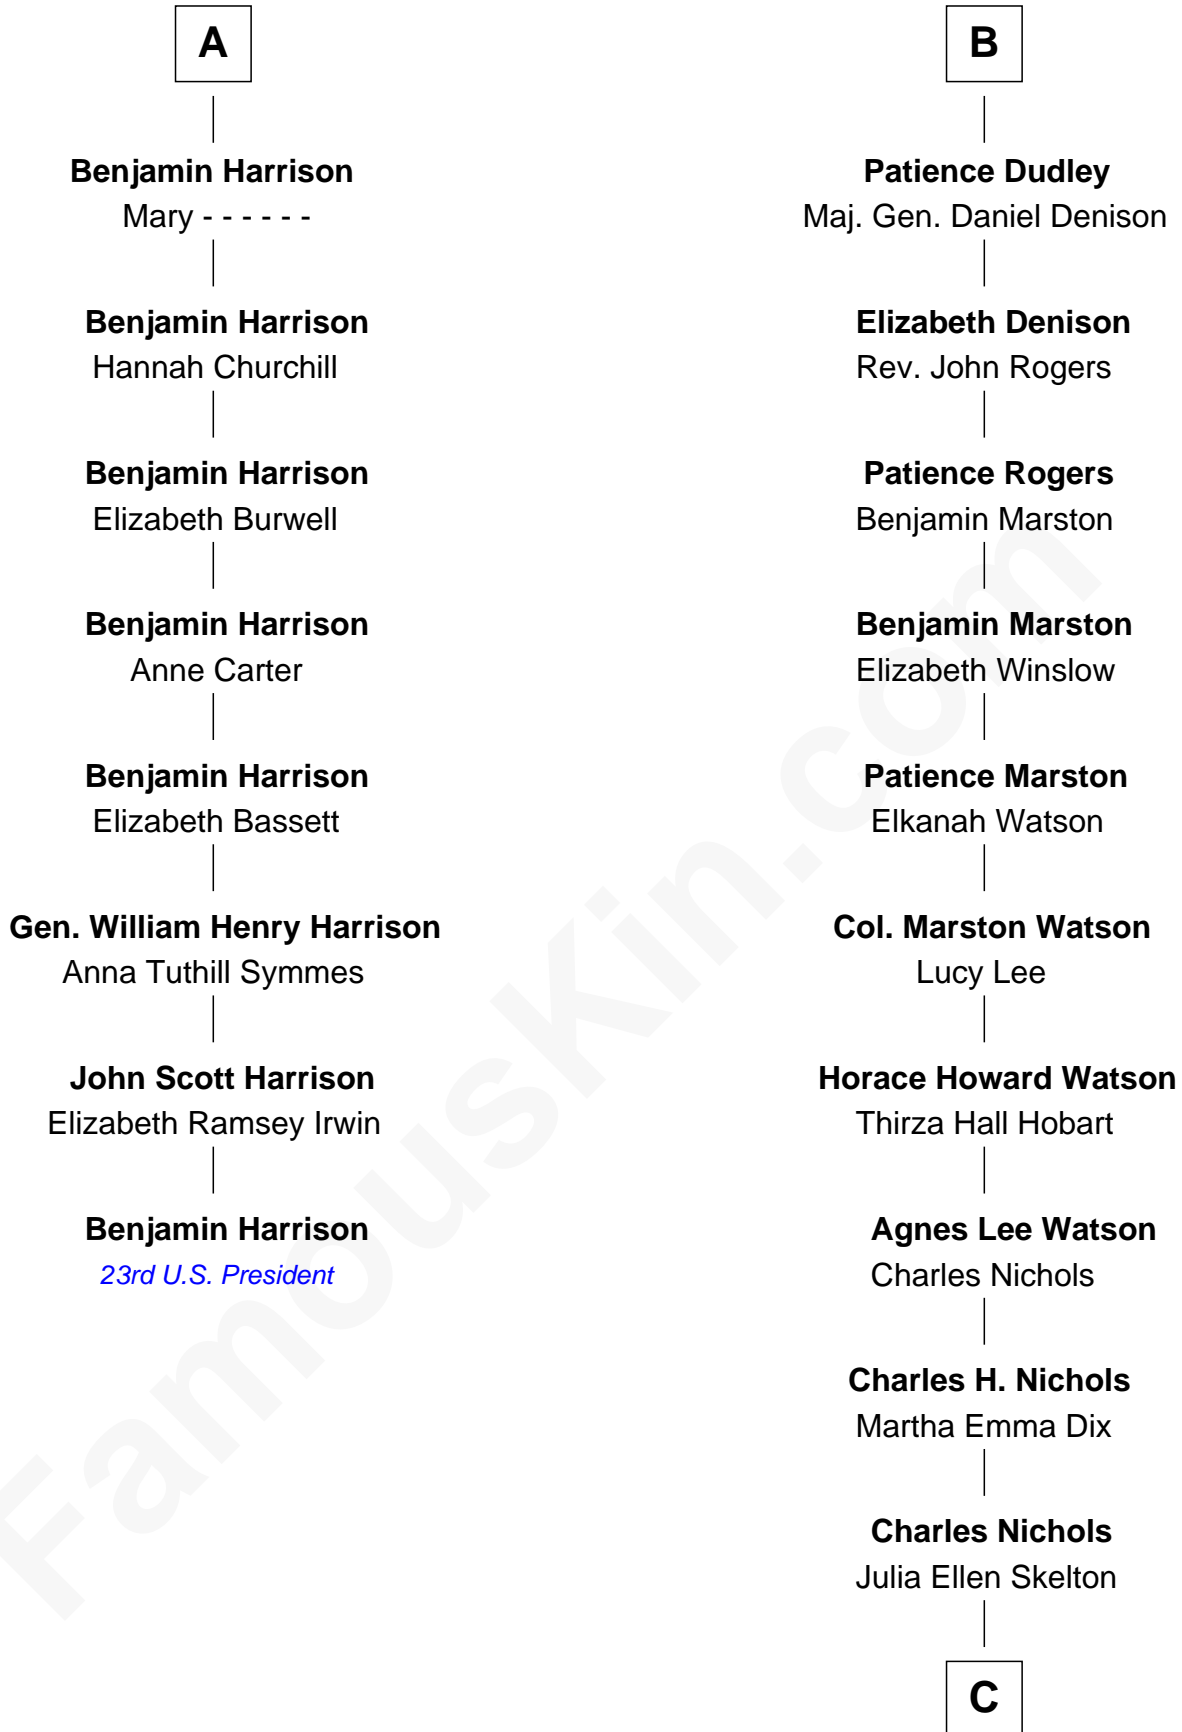 A
Benjamin Harrison
Mary - - - - - -
Benjamin Harrison
Hannah Churchill
Benjamin Harrison
Elizabeth Burwell
Benjamin Harrison
Anne Carter
Benjamin Harrison
Elizabeth Bassett
Gen. William Henry Harrison
Anna Tuthill Symmes
John Scott Harrison
Elizabeth Ramsey Irwin
Benjamin Harrison
23rd U.S. President
B
Patience Dudley
Maj. Gen. Daniel Denison
Elizabeth Denison
Rev. John Rogers
Patience Rogers
Benjamin Marston
Benjamin Marston
Elizabeth Winslow
Patience Marston
Elkanah Watson
Col. Marston Watson
Lucy Lee
Horace Howard Watson
Thirza Hall Hobart
Agnes Lee Watson
Charles Nichols
Charles H. Nichols
Martha Emma Dix
Charles Nichols
Julia Ellen Skelton
C
FamousKin.com